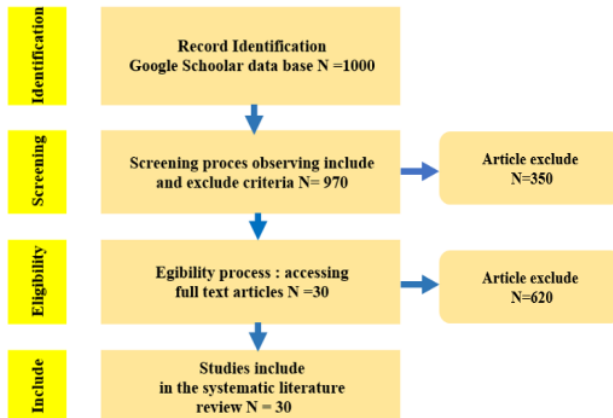 Identification
Record Identification
Google Schoolar data base N =1000
Screening
Screening proces observing include
and exclude criteria N= 970
Article exclude
N=350
Eligibility
Egibility process : accessing
full text articles N =30
Article exclude
N=620
Include
Studies include
in the systematic literature
review N = 30